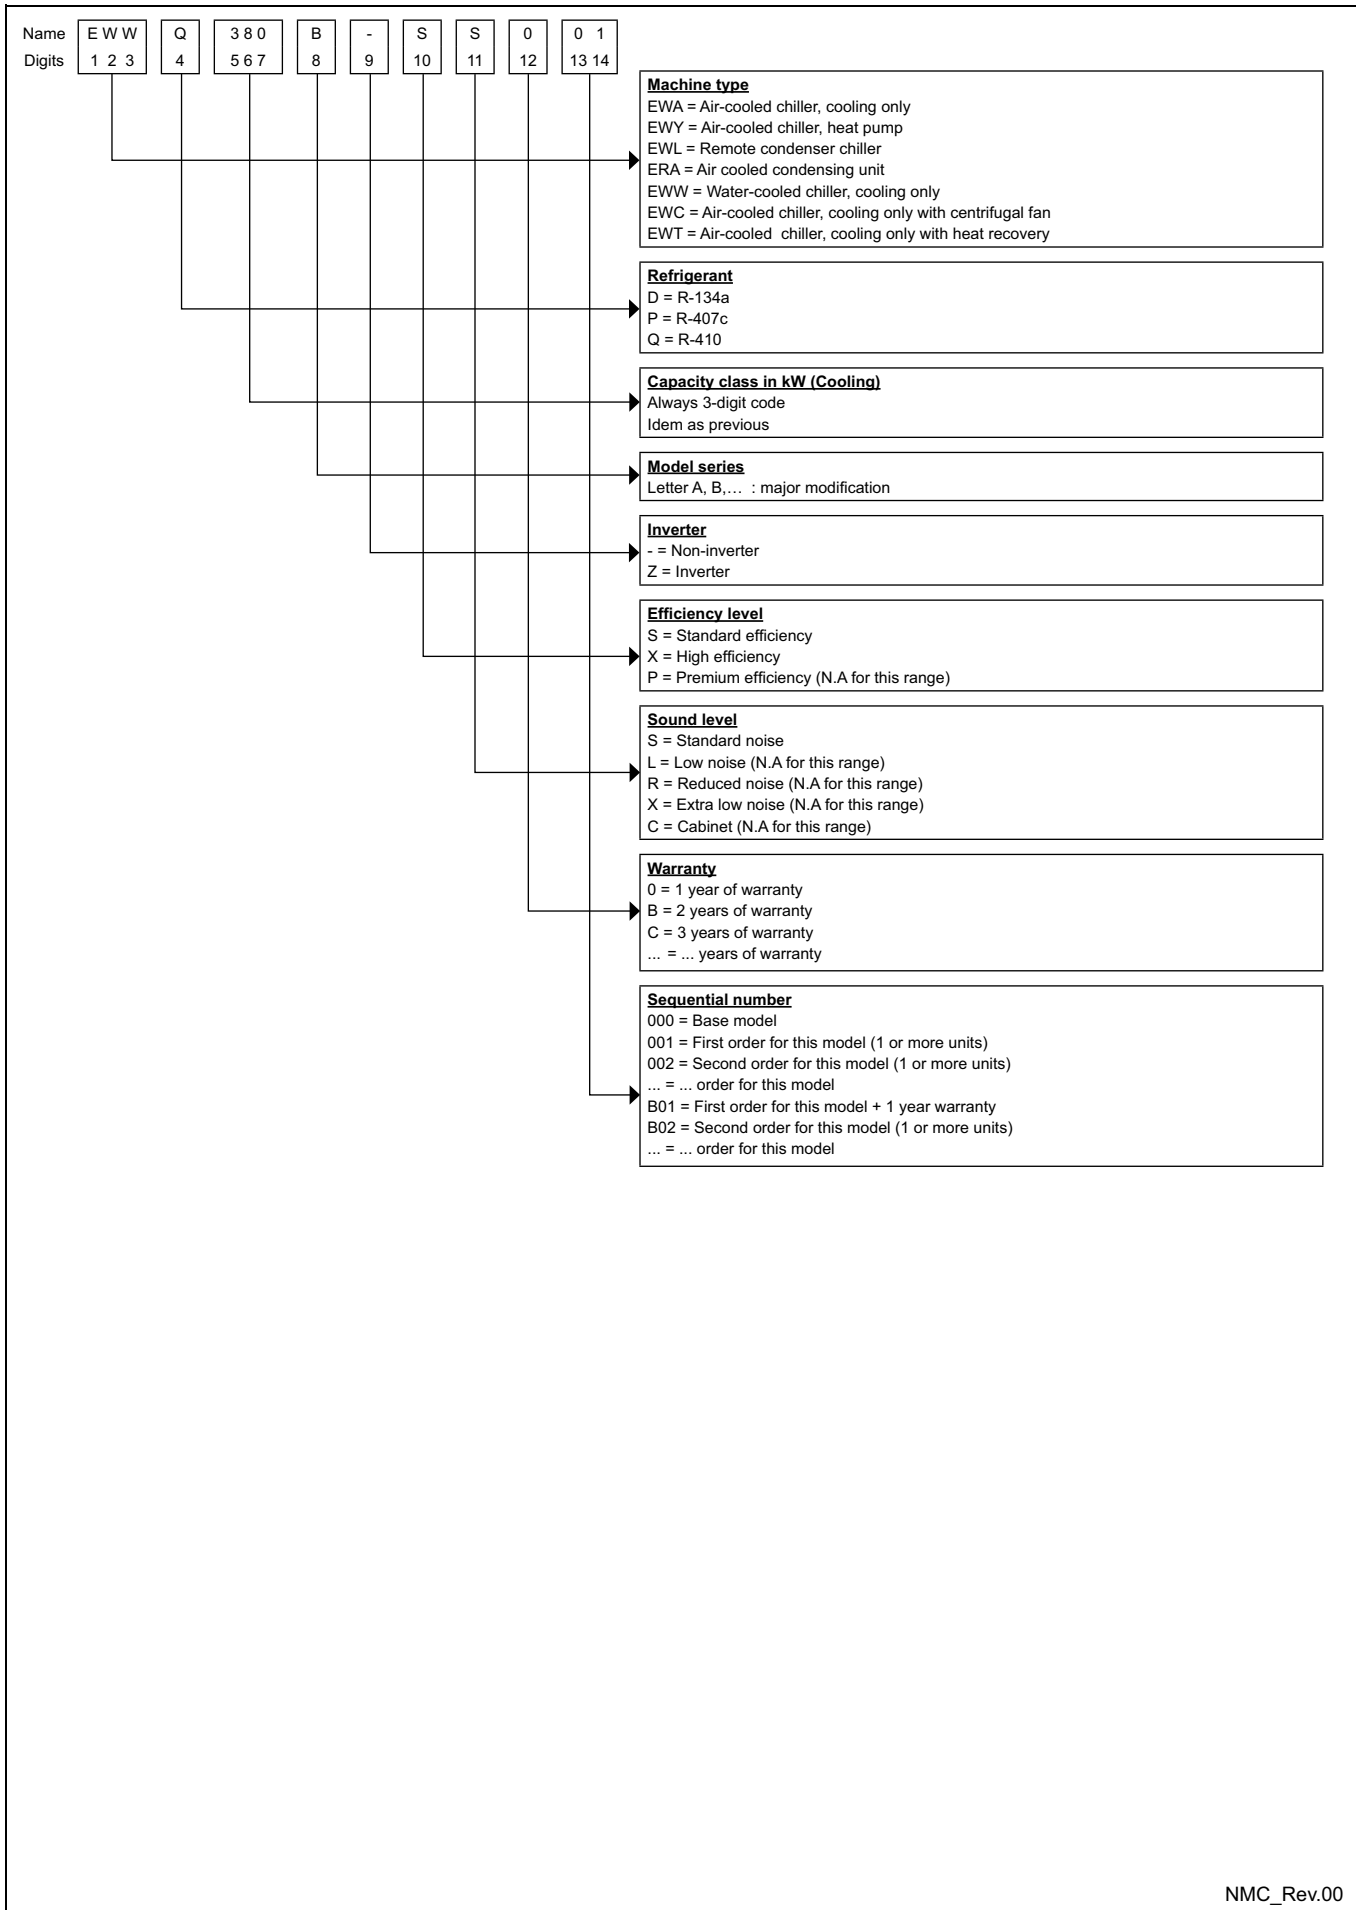 Name E W W Q 3 8 0 B - S S 0 0 1
Digits 1 2 3 4 5 6 7 8 9 10 11 12 13 14
Machine type
EWA = Air-cooled chiller, cooling only
EWY = Air-cooled chiller, heat pump
EWL = Remote condenser chiller
ERA = Air cooled condensing unit
EWW = Water-cooled chiller, cooling only
EWC = Air-cooled chiller, cooling only with centrifugal fan
EWT = Air-cooled chiller, cooling only with heat recovery
Refrigerant
D = R-134a
P = R-407c
Q = R-410
Capacity class in kW (Cooling)
Always 3-digit code
Idem as previous
Model series
Letter A, B,… : major modification
Inverter
- = Non-inverter
Z = Inverter
Efficiency level
S = Standard efficiency
X = High efficiency
P = Premium efficiency (N.A for this range)
Sound level
S = Standard noise
L = Low noise (N.A for this range)
R = Reduced noise (N.A for this range)
X = Extra low noise (N.A for this range)
C = Cabinet (N.A for this range)
Warranty
0 = 1 year of warranty
B = 2 years of warranty
C = 3 years of warranty
... = ... years of warranty
Sequential number
000 = Base model
001 = First order for this model (1 or more units)
002 = Second order for this model (1 or more units)
... = ... order for this model
B01 = First order for this model + 1 year warranty
B02 = Second order for this model (1 or more units)
... = ... order for this model
NMC_Rev.00